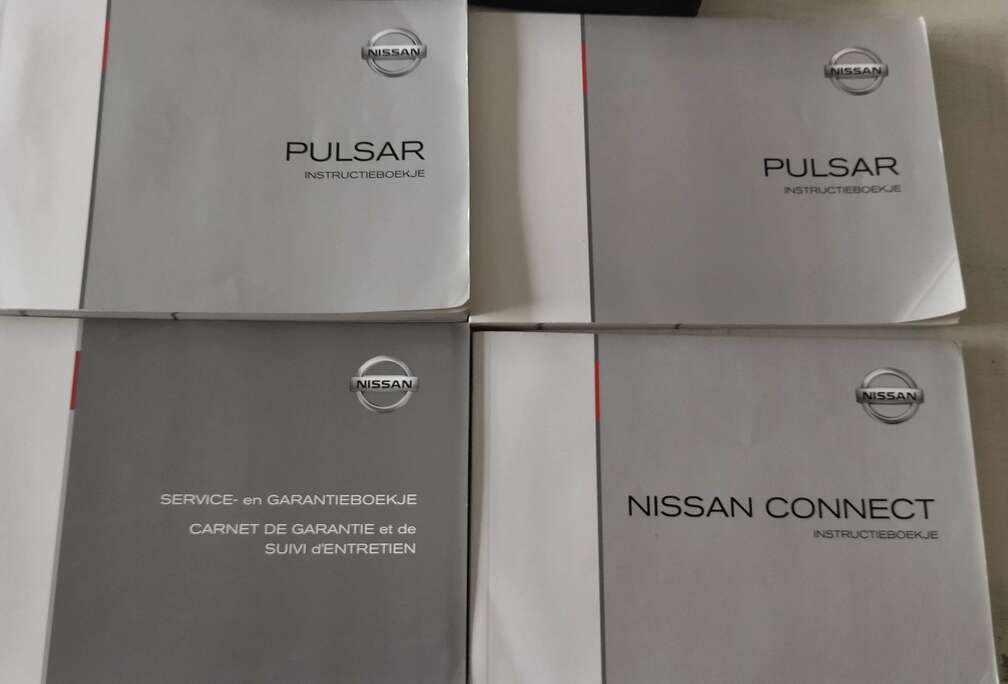 NISSAN
PULSAR
INSTRUCTIEBOEKJE
NISSAN
PULSAR
INSTRUCTIEBOEKJE
NISSAN
SERVICE- en GARANTIEBOEKJE
CARNET DE GARANTIE et de
SUIVI d'ENTRETIEN
NISSAN
NISSAN CONNECT
INSTRUCTIEBOEKJE